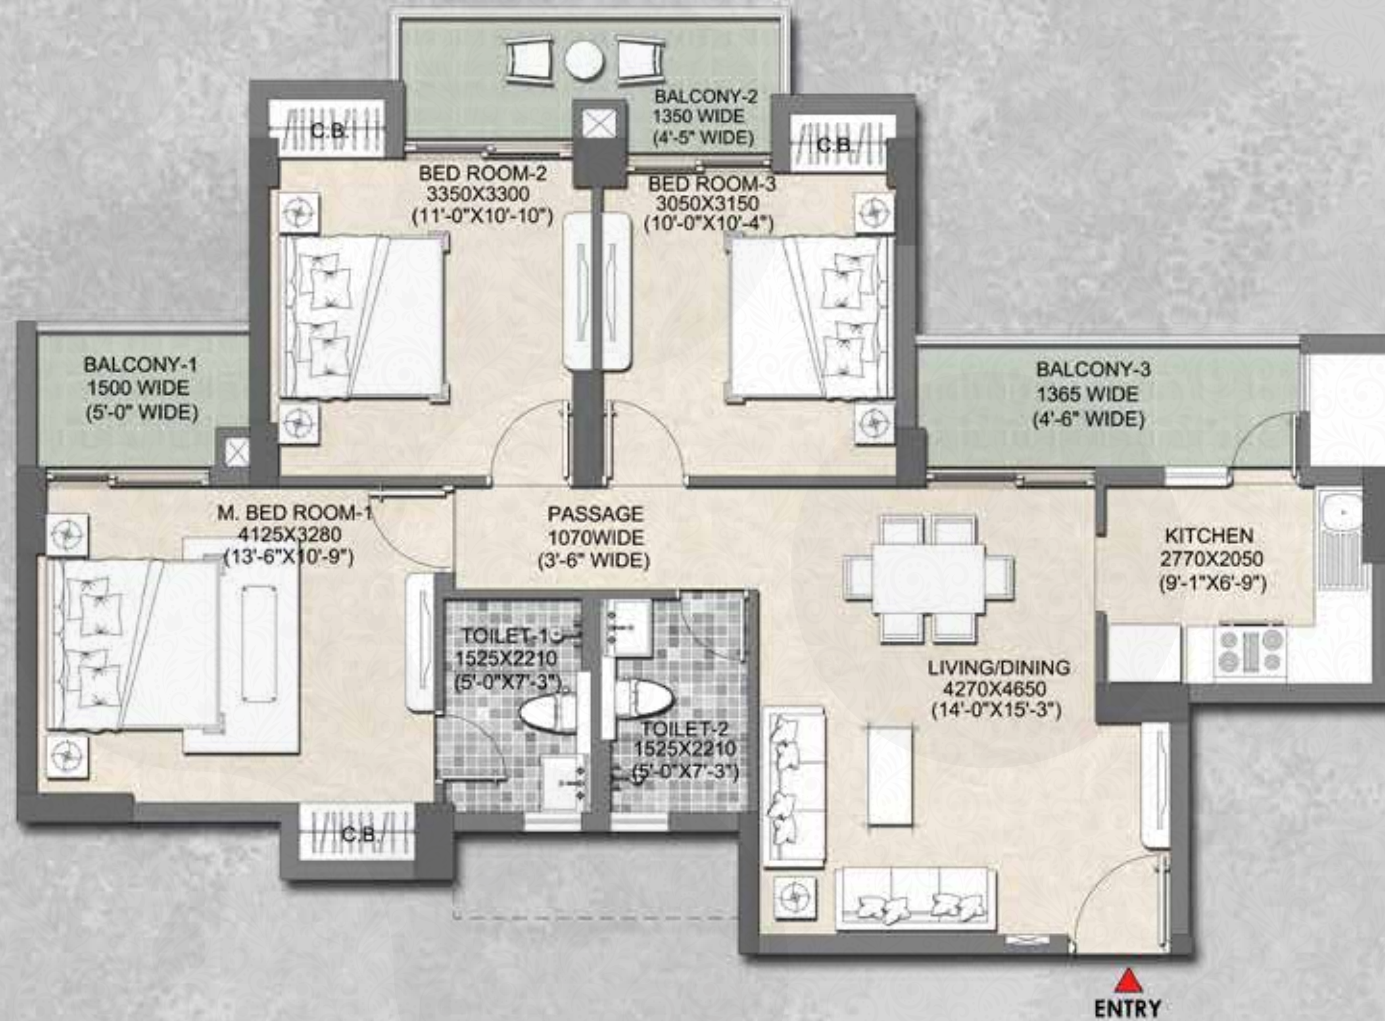 BALCONY-2
1350 WIDE
(4'-5" WIDE)
C.B.
C.B.
BED ROOM-2
3350X3300
(11'-0"X10'-10")
BED ROOM-3
3050X3150
(10'-0"X10'-4")
BALCONY-1
1500 WIDE
(5'-0" WIDE)
BALCONY-3
1365 WIDE
(4'-6" WIDE)
M. BED ROOM-1
4125X3280
(13'-6"X10'-9")
PASSAGE
1070WIDE
(3'-6" WIDE)
KITCHEN
2770X2050
(9'-1"X6'-9")
TOILET-1
1525X2210
(5'-0"X7'-3")
LIVING/DINING
4270X4650
(14'-0"X15'-3")
TOILET-2
1525X2210
(5'-0"X7'-3")
C.B.
ENTRY